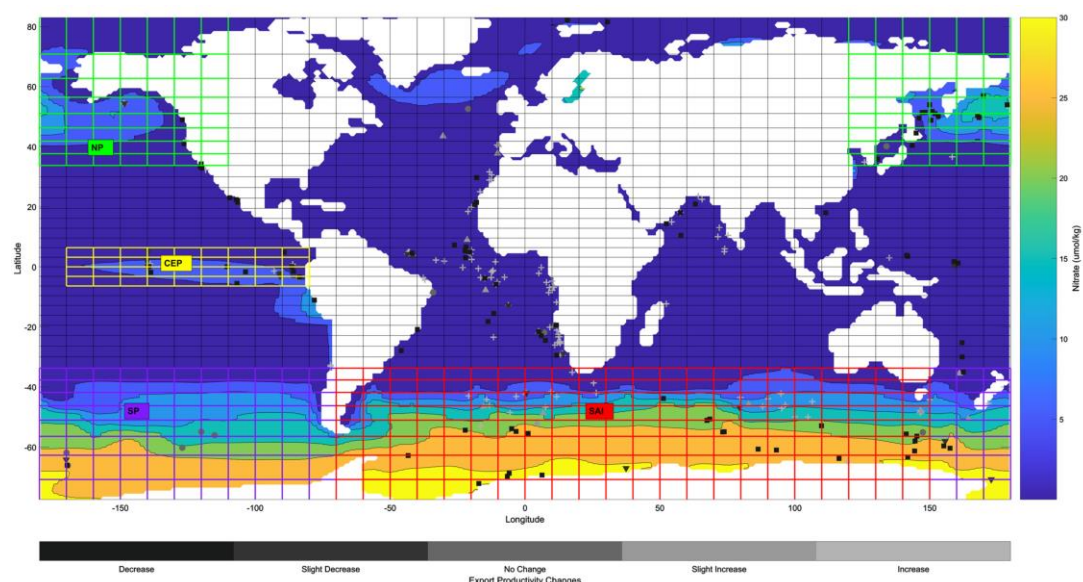 80
60
40
20
0
-20
-40
-60
Latitude
NP
CEP
SP
SAI
-150
-100
-50
0
50
100
150
Longitude
30
25
20
15
10
5
Nitrate (umol/kg)
Decrease
Slight Decrease
No Change
Slight Increase
Increase
Export Productivity Changes